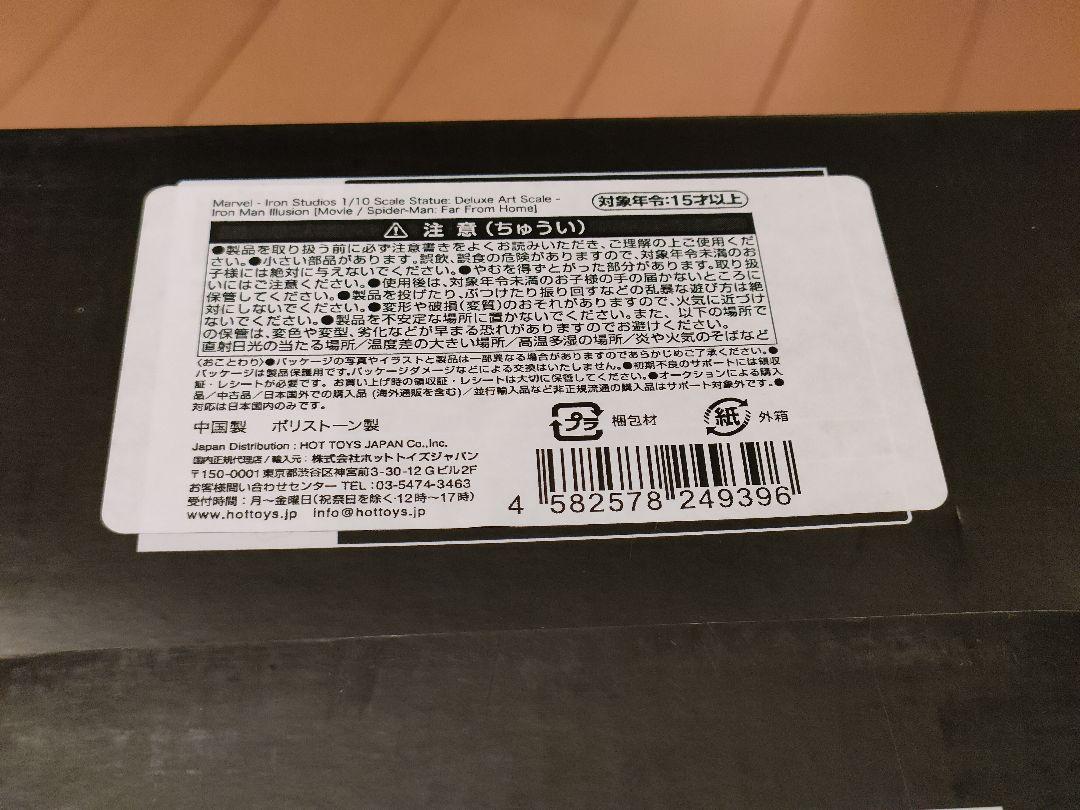 Marvel - Iron Studios 1/10 Scale Statue: Deluxe Art Scale -
Iron Man Illusion [Movie / Spider-Man: Far From Home]
対象年令:15才以上
注 意 (ちゅうい)
●製品を取り扱う前に必ず注意書きをよくお読みいただき、ご理解の上ご使用くだ
さい。●小さい部品があります。誤飲、誤食の危険がありますので、対象年令未満のお
子様には絶対に与えないでください。●やむを得ずとがった部分があります。取り扱
いにはご注意ください。●使用後は、対象年令未満のお子様の手の届かないところに
保管してください。●製品を投げたり、ぶつけたり振り回すなどの乱暴な遊び方は絶
対にしないでください。●変形や破損(変質)のおそれがありますので、火気に近づけ
ないでください。●製品を不安定な場所に置かないでください。また、以下の場所で
の保管は、変色や変型、劣化などが早まる恐れがありますのでお避けください。
直射日光の当たる場所/温度差の大きい場所/高温多湿の場所/炎や火気のそばなど
〈おことわり〉●パッケージの写真やイラストと製品は一部異なる場合がありますのであらかじめご了承ください。●
パッケージは製品保護用です。パッケージダメージなどによる交換はいたしません。●初期不良のサポートには領収
証・レシートが必要です。お買い上げ時の領収証・レシートは大切に保管してください。●オークションによる購入
品/中古品/日本国外での購入品 (海外通販を含む)/並行輸入品など非正規流通の購入品はサポート対象外です。●
対応は日本国内のみです。
中国製 ポリストーン製
プラ 梱包材
紙 外箱
Japan Distribution : HOT TOYS JAPAN Co.,Inc.
国内正規代理店/輸入元:株式会社ホットトイズジャパン
〒150-0001 東京都渋谷区神宮前3-30-12 Gビル2F
お客様問い合わせセンター TEL:03-5474-3463
受付時間:月~金曜日(祝祭日を除く・12時~17時)
www.hottoys.jp info@hottoys.jp
4 582578 249396